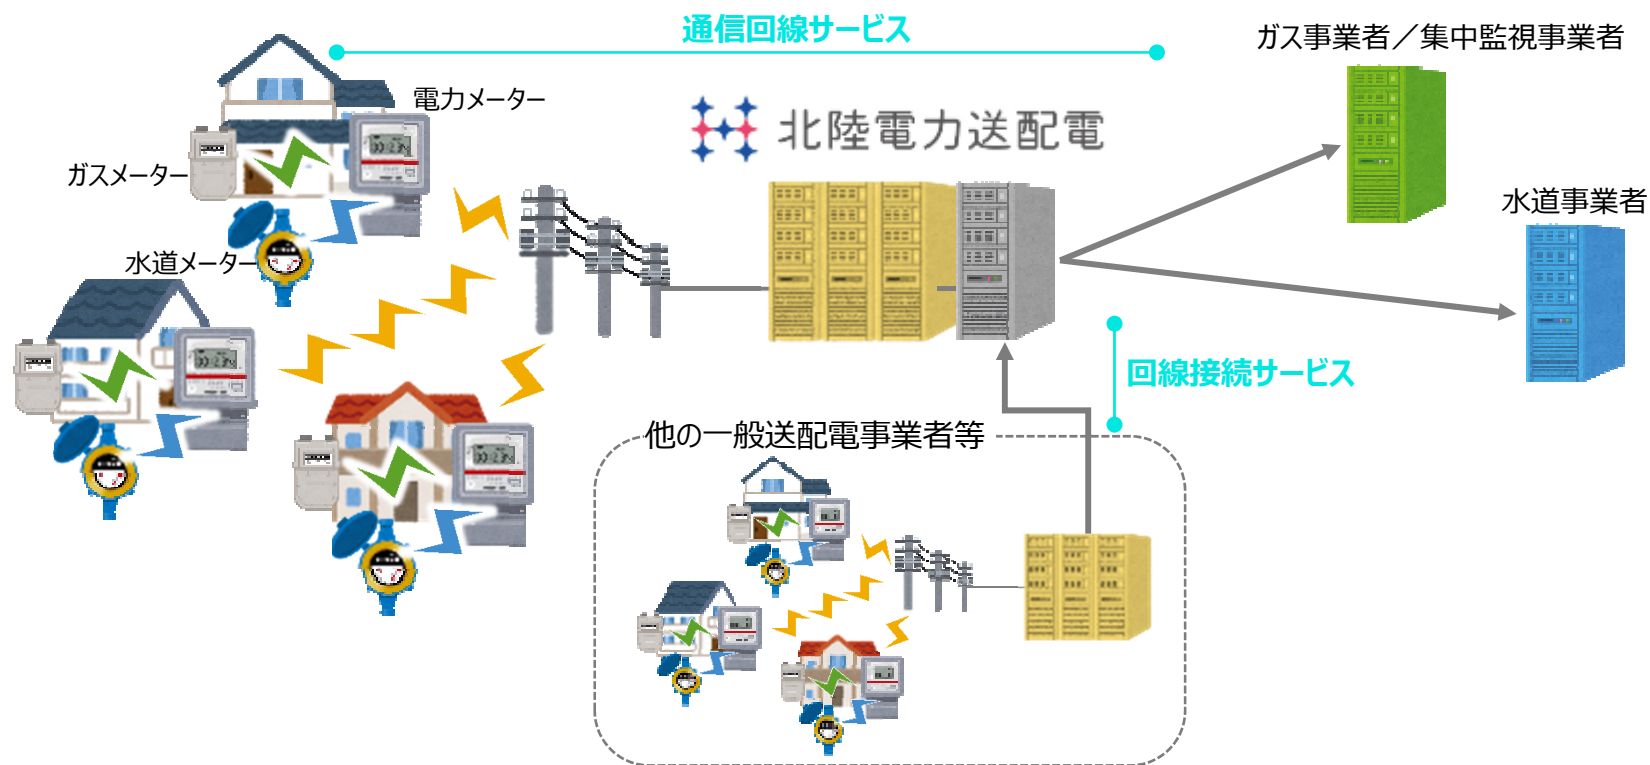 通信回線サービス
ガス事業者／集中監視事業者
電力メーター
北陸電力送配電
ガスメーター
水道事業者
水道メーター
回線接続サービス
他の一般送配電事業者等